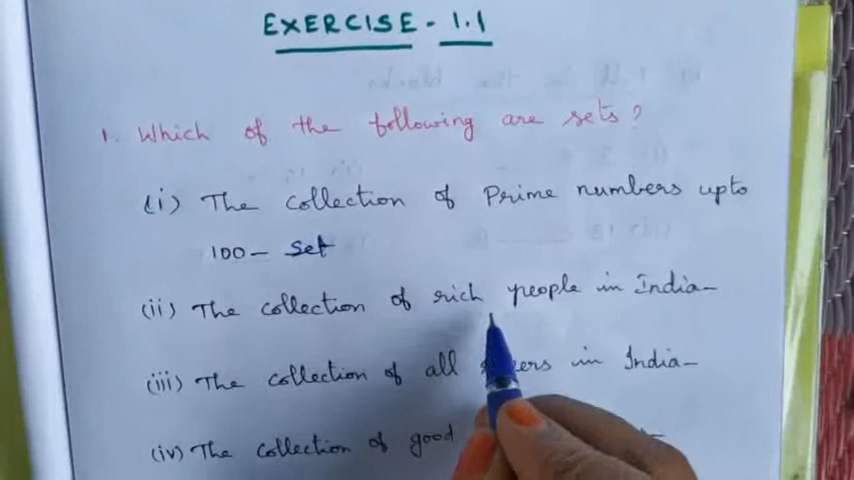 EXERCISE - 1.1
1. Which of the following are sets?
(i) The collection of Prime numbers upto
100 - Set
(ii) The collection of rich people in India -
(iii) The collection of all in India -
(iv) The collection of good